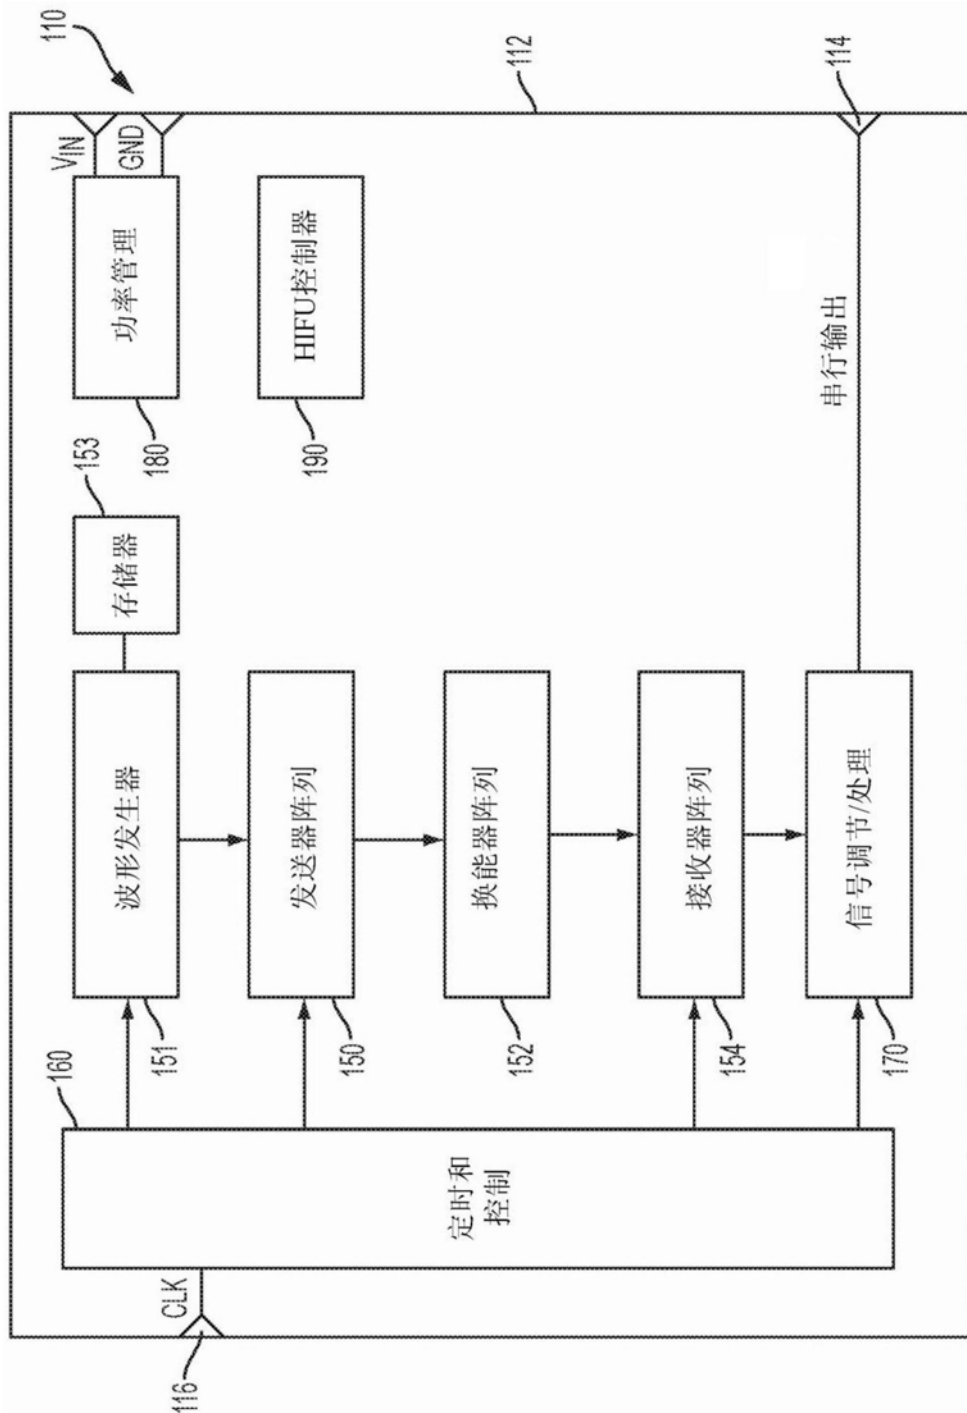 110
VIN
GND
功率管理
180
HIFU控制器
190
112
114
153
存储器
波形发生器
151
发送器阵列
150
换能器阵列
152
接收器阵列
154
信号调节/处理
170
串行输出
160
定时和
控制
CLK
116